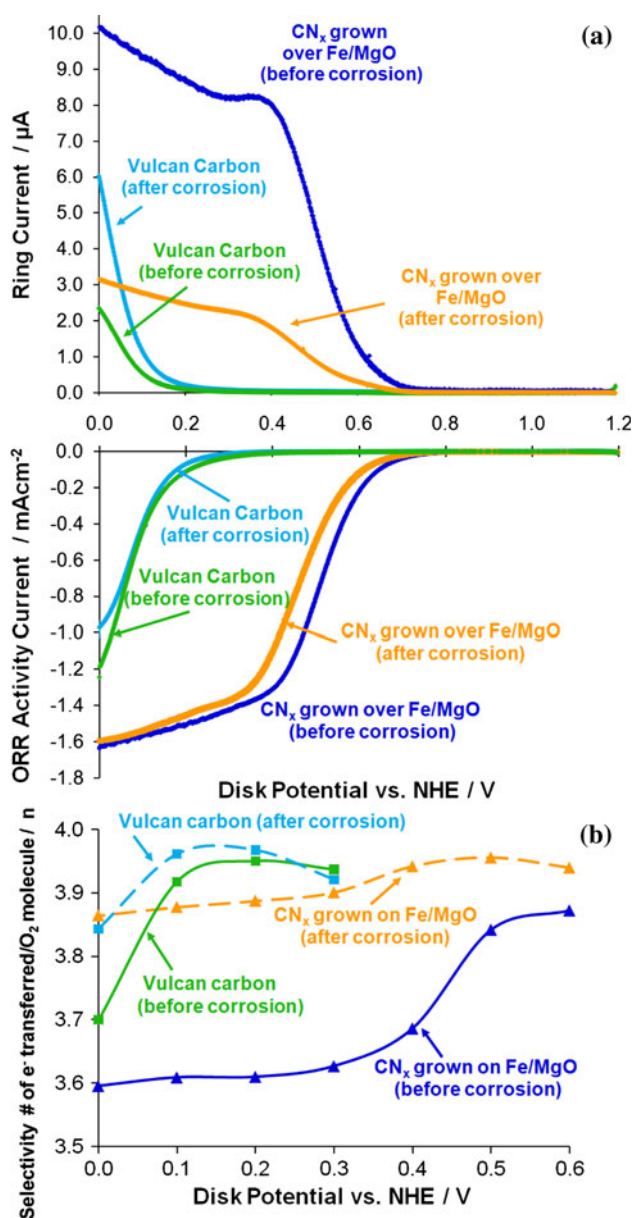 (a)
CNx grown
over Fe/MgO
(before corrosion)
10.0
9.0
8.0
7.0
6.0
5.0
4.0
3.0
2.0
1.0
0.0
Ring Current / µA
Vulcan Carbon
(after corrosion)
Vulcan Carbon
(before corrosion)
CNx grown over
Fe/MgO
(after corrosion)
0.0 0.2 0.4 0.6 0.8 1.0 1.2
0.0
-0.2
-0.4
-0.6
-0.8
-1.0
-1.2
-1.4
-1.6
-1.8
ORR Activity Current / mAcm-2
Vulcan Carbon
(after corrosion)
Vulcan Carbon
(before corrosion)
CNx grown over Fe/MgO
(after corrosion)
CNx grown over Fe/MgO
(before corrosion)
Disk Potential vs. NHE / V
(b)
4.0
3.9
3.8
3.7
3.6
3.5
Selectivity # of e- transferred/O2 molecule / n
Vulcan carbon (after corrosion)
CNx grown on Fe/MgO
(after corrosion)
Vulcan carbon
(before corrosion)
CNx grown on Fe/MgO
(before corrosion)
0.0 0.1 0.2 0.3 0.4 0.5 0.6
Disk Potential vs. NHE / V